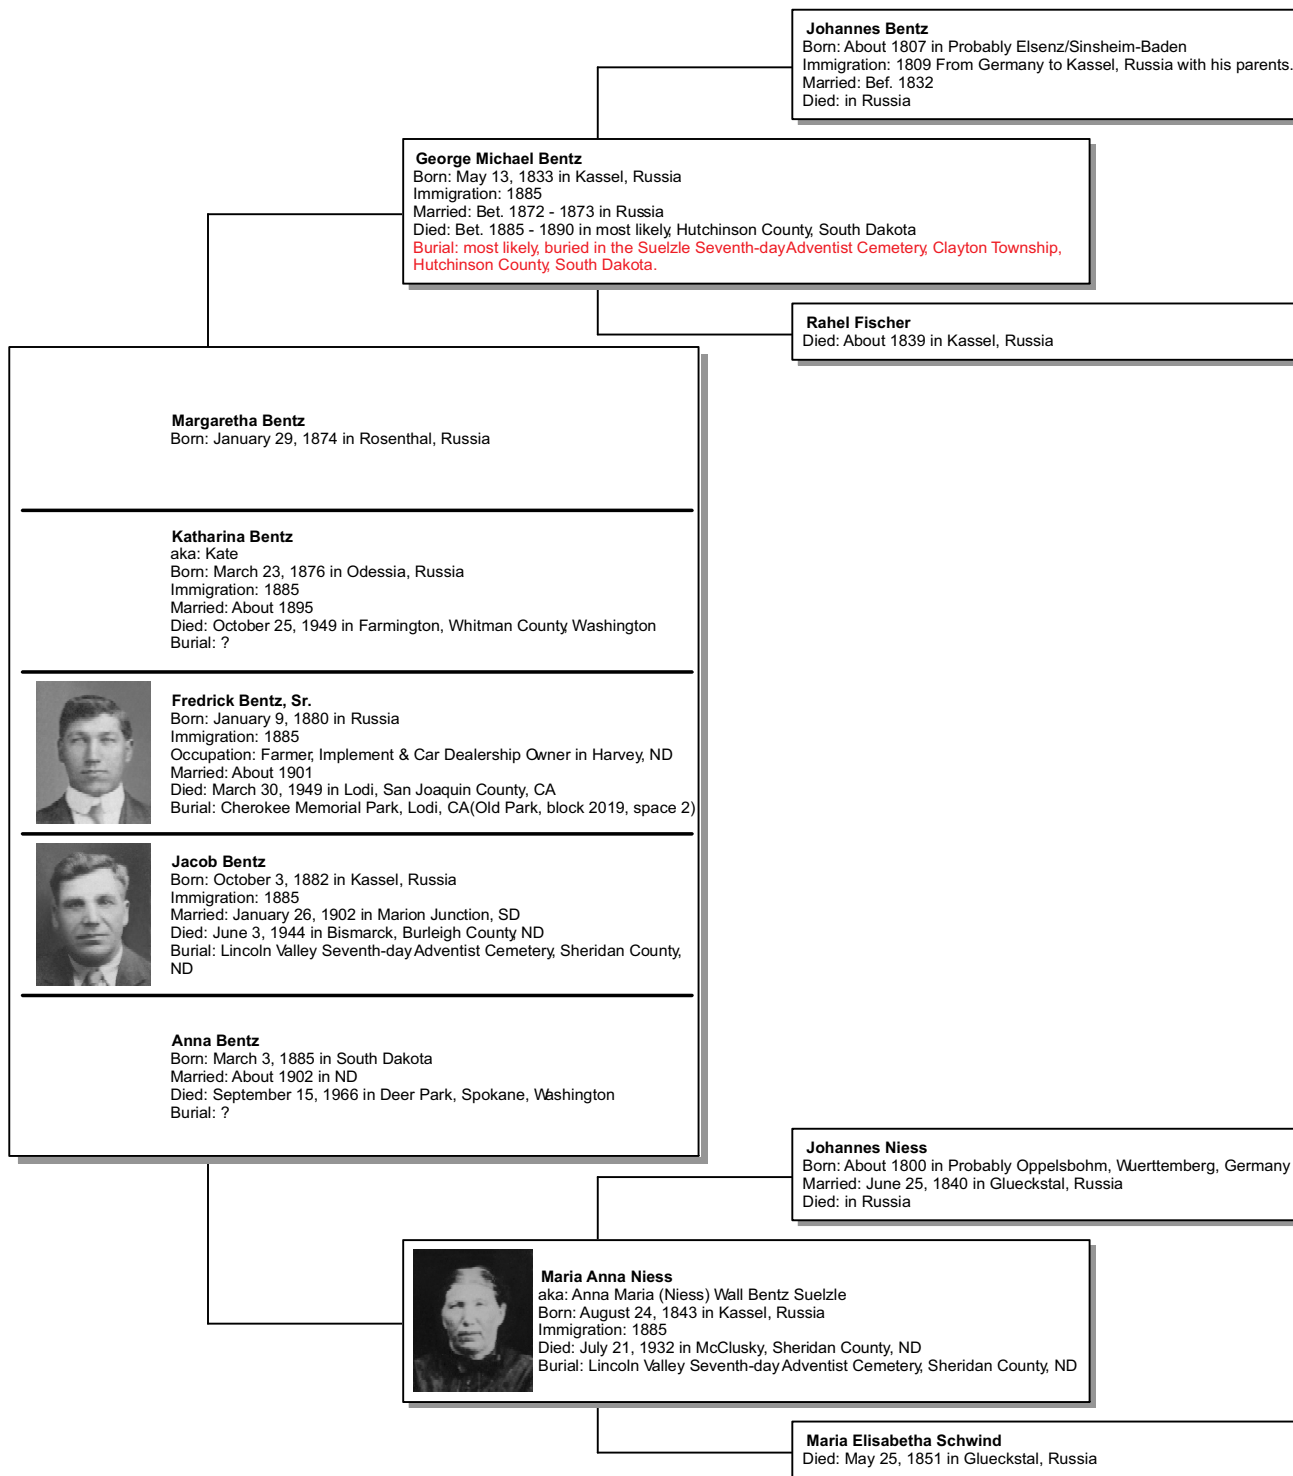 Johannes Bentz
Born: About 1807 in Probably Elsenz/Sinsheim-Baden
Immigration: 1809 From Germany to Kassel, Russia with his parents.
Married: Bef. 1832
Died: in Russia
George Michael Bentz
Born: May 13, 1833 in Kassel, Russia
Immigration: 1885
Married: Bet. 1872 - 1873 in Russia
Died: Bet. 1885 - 1890 in most likely, Hutchinson County, South Dakota
Burial: most likely, buried in the Suelzle Seventh-day Adventist Cemetery, Clayton Township,
Hutchinson County, South Dakota.
Rahel Fischer
Died: About 1839 in Kassel, Russia
Margaretha Bentz
Born: January 29, 1874 in Rosenthal, Russia
Katharina Bentz
aka: Kate
Born: March 23, 1876 in Odessia, Russia
Immigration: 1885
Married: About 1895
Died: October 25, 1949 in Farmington, Whitman County, Washington
Burial: ?
Fredrick Bentz, Sr.
Born: January 9, 1880 in Russia
Immigration: 1885
Occupation: Farmer, Implement & Car Dealership Owner in Harvey, ND
Married: About 1901
Died: March 30, 1949 in Lodi, San Joaquin County, CA
Burial: Cherokee Memorial Park, Lodi, CA(Old Park, block 2019, space 2)
Jacob Bentz
Born: October 3, 1882 in Kassel, Russia
Immigration: 1885
Married: January 26, 1902 in Marion Junction, SD
Died: June 3, 1944 in Bismarck, Burleigh County, ND
Burial: Lincoln Valley Seventh-day Adventist Cemetery, Sheridan County,
ND
Anna Bentz
Born: March 3, 1885 in South Dakota
Married: About 1902 in ND
Died: September 15, 1966 in Deer Park, Spokane, Washington
Burial: ?
Johannes Niess
Born: About 1800 in Probably Oppelsbohm, Wuerttemberg, Germany
Married: June 25, 1840 in Glueckstal, Russia
Died: in Russia
Maria Anna Niess
aka: Anna Maria (Niess) Wall Bentz Suelzle
Born: August 24, 1843 in Kassel, Russia
Immigration: 1885
Died: July 21, 1932 in McClusky, Sheridan County, ND
Burial: Lincoln Valley Seventh-day Adventist Cemetery, Sheridan County, ND
Maria Elisabetha Schwind
Died: May 25, 1851 in Glueckstal, Russia